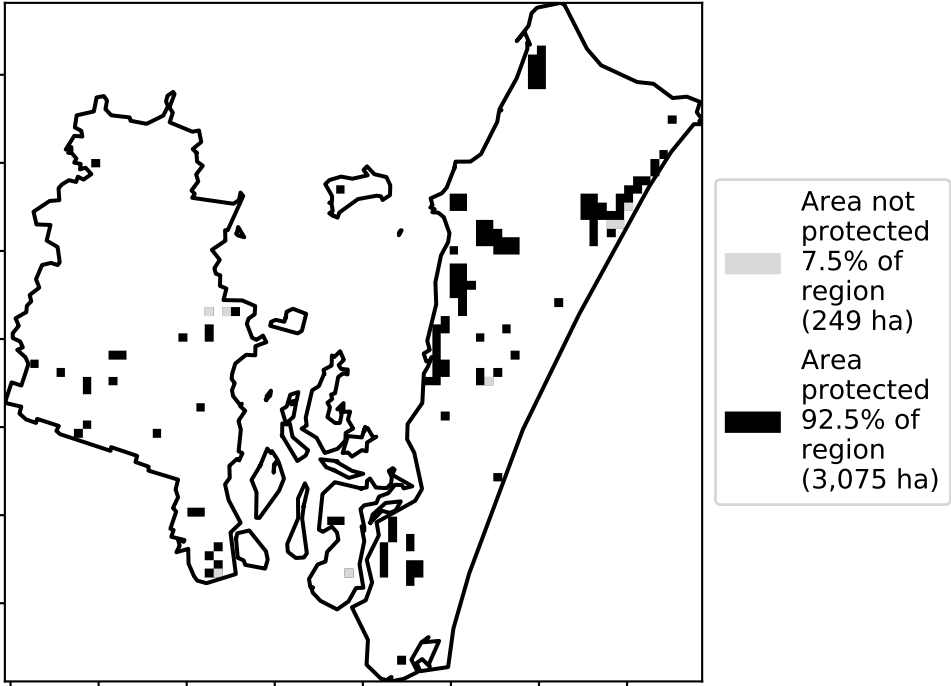 Area not
protected
7.5% of
region
(249 ha)
Area
protected
92.5% of
region
(3,075 ha)